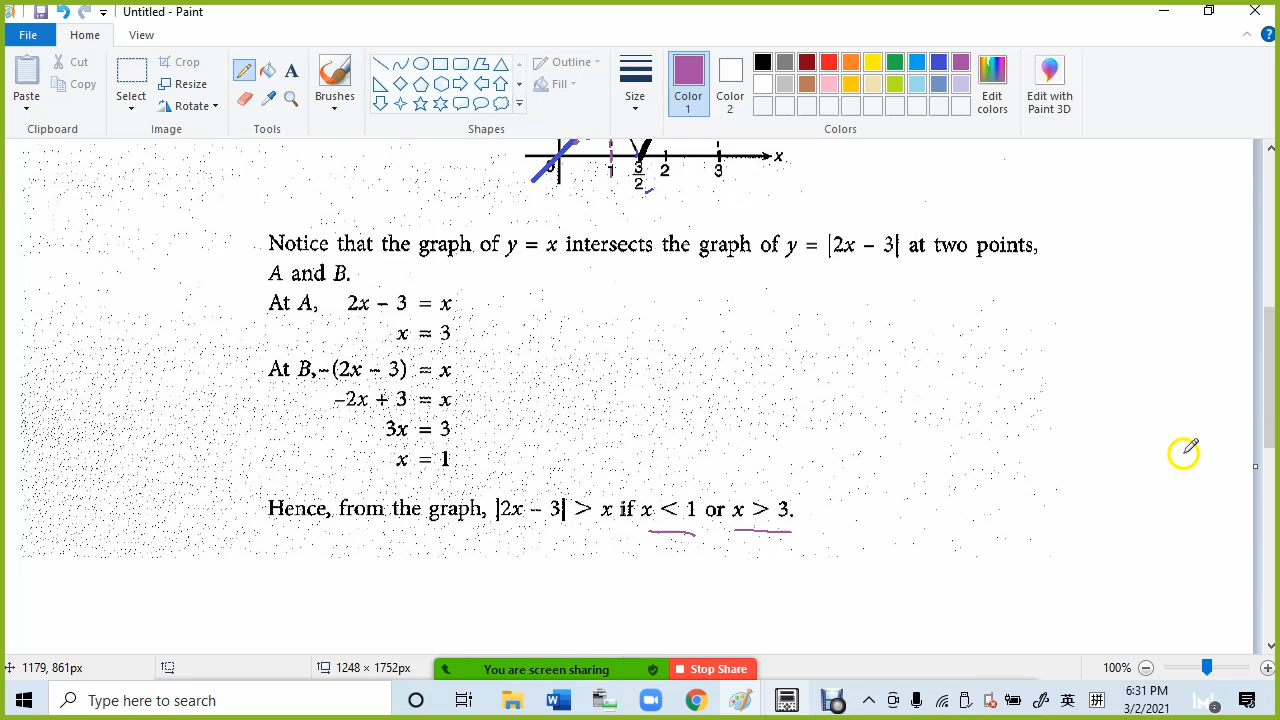 Untitled - Paint
File
Home
View
Paste
Cut
Copy
Clipboard
Select
Crop
Resize
Rotate
Image
Tools
Brushes
Outline
Fill
Shapes
Size
Color 1
Color 2
Edit colors
Edit with Paint 3D
Colors
0 1 3/2 2 3 x
Notice that the graph of y = x intersects the graph of y = |2x − 3| at two points,
A and B.
At A, 2x − 3 = x
x = 3
At B, −(2x − 3) = x
−2x + 3 = x
3x = 3
x = 1
Hence, from the graph, |2x − 3| > x if x < 1 or x > 3.
1179, 861px
1248 × 1752px
You are screen sharing
Stop Share
100%
Type here to search
英
拼
6:31 PM
3/2/2021
2